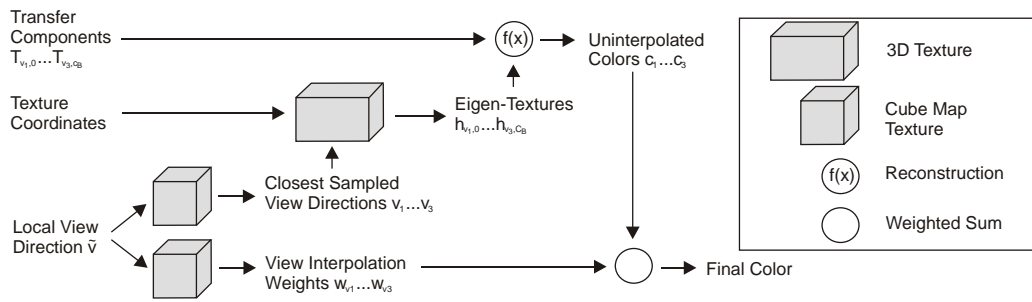 Transfer
Components
T_{v₁,0}...T_{v₃,c_B}
f(x)
Uninterpolated
Colors c₁...c₃
Texture
Coordinates
Eigen-Textures
h_{v₁,0}...h_{v₃,c_B}
Closest Sampled
View Directions v₁...v₃
Local View
Direction ṽ
View Interpolation
Weights w_{v1}...w_{v3}
Final Color
3D Texture
Cube Map
Texture
f(x)
Reconstruction
Weighted Sum